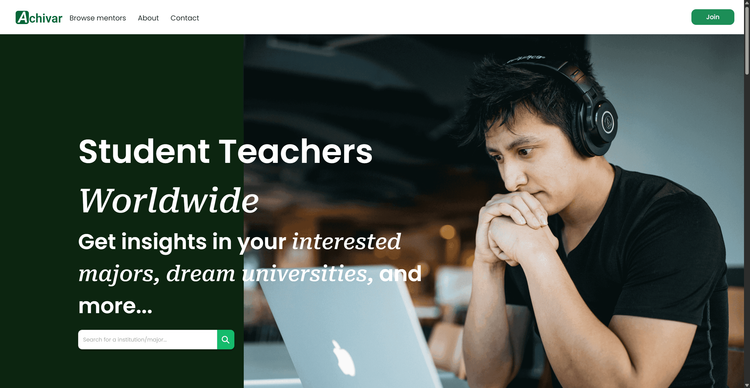 Achivar Browse mentors About Contact Join
Student Teachers
Worldwide
Get insights in your interested
majors, dream universities, and
more...
Search for a institution/major...